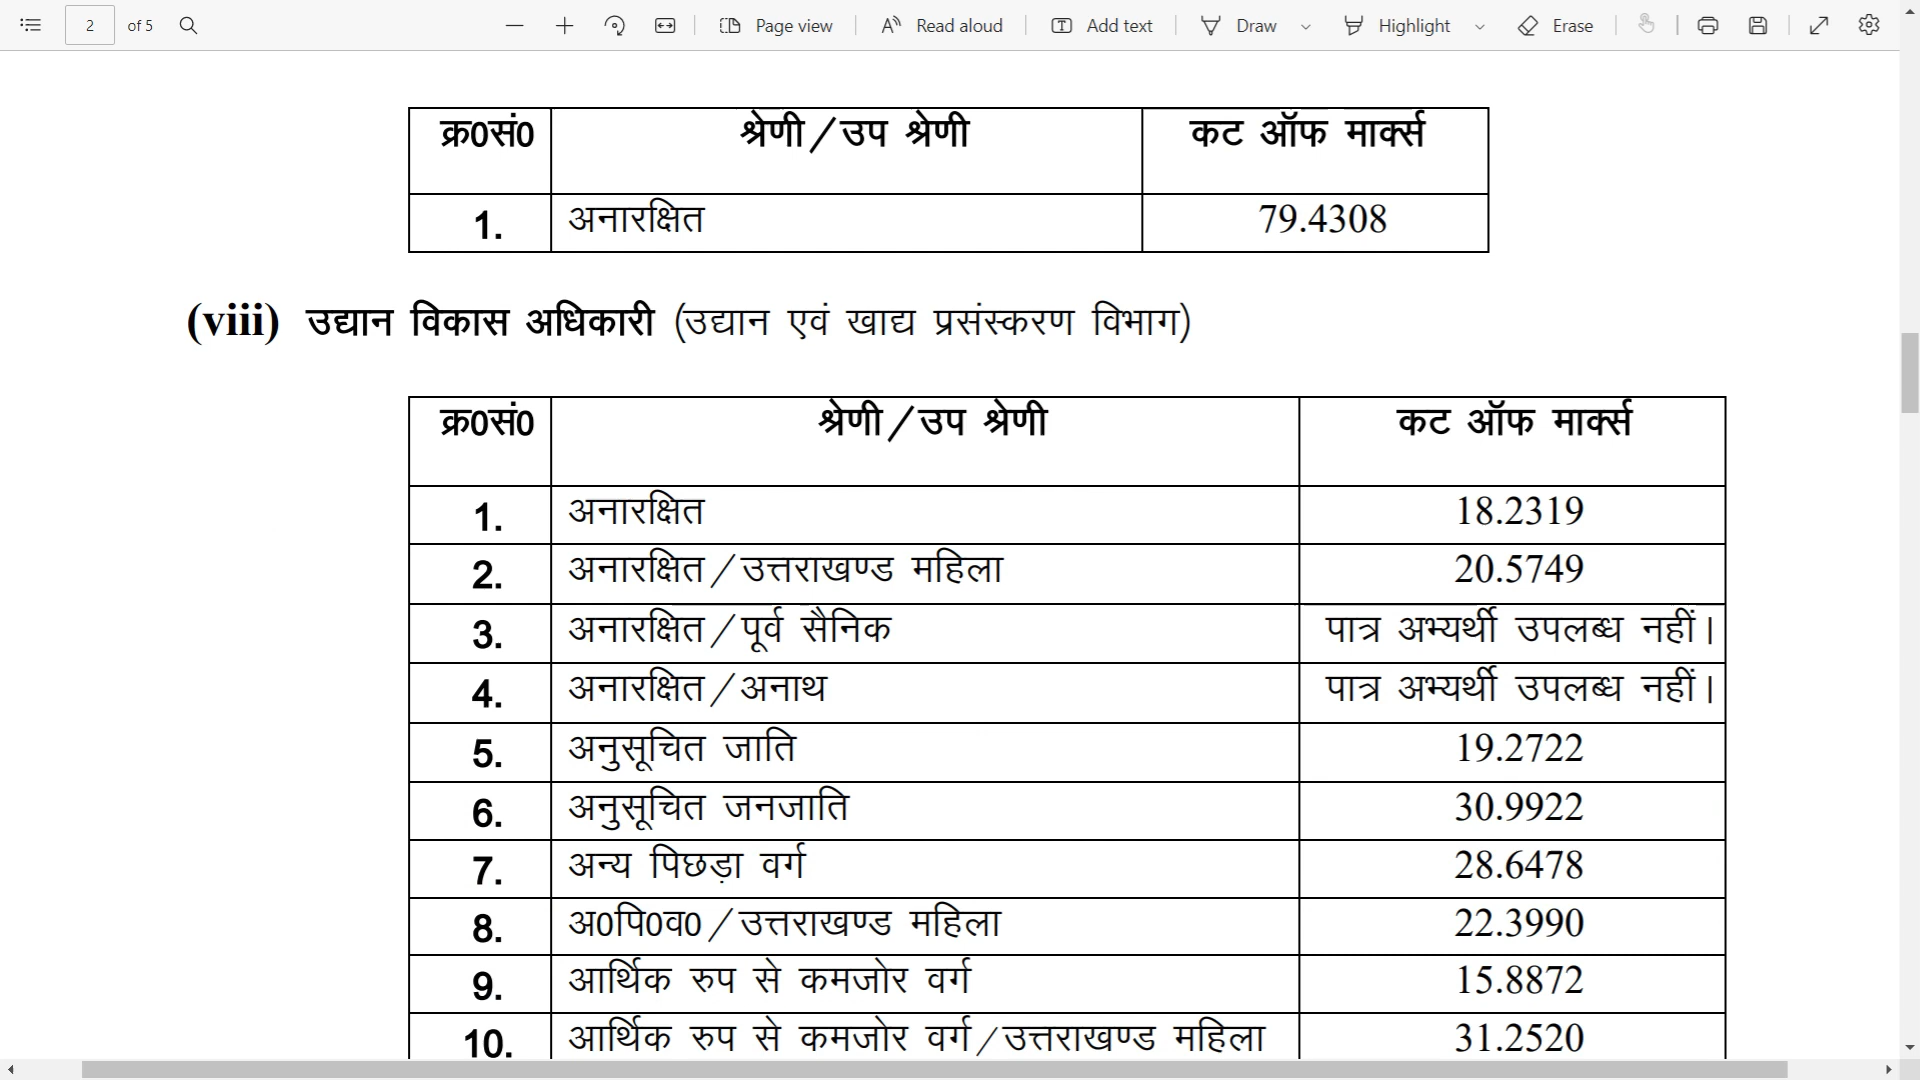 2 of 5 Page view Read aloud Add text Draw Highlight Erase
क्र0सं0 श्रेणी/उप श्रेणी कट ऑफ मार्क्स
1. अनारक्षित 79.4308
(viii) उद्यान विकास अधिकारी (उद्यान एवं खाद्य प्रसंस्करण विभाग)
क्र0सं0 श्रेणी/उप श्रेणी कट ऑफ मार्क्स
1. अनारक्षित 18.2319
2. अनारक्षित/उत्तराखण्ड महिला 20.5749
3. अनारक्षित/पूर्व सैनिक पात्र अभ्यर्थी उपलब्ध नहीं।
4. अनारक्षित/अनाथ पात्र अभ्यर्थी उपलब्ध नहीं।
5. अनुसूचित जाति 19.2722
6. अनुसूचित जनजाति 30.9922
7. अन्य पिछड़ा वर्ग 28.6478
8. अ0पि0व0/उत्तराखण्ड महिला 22.3990
9. आर्थिक रुप से कमजोर वर्ग 15.8872
10. आर्थिक रुप से कमजोर वर्ग/उत्तराखण्ड महिला 31.2520